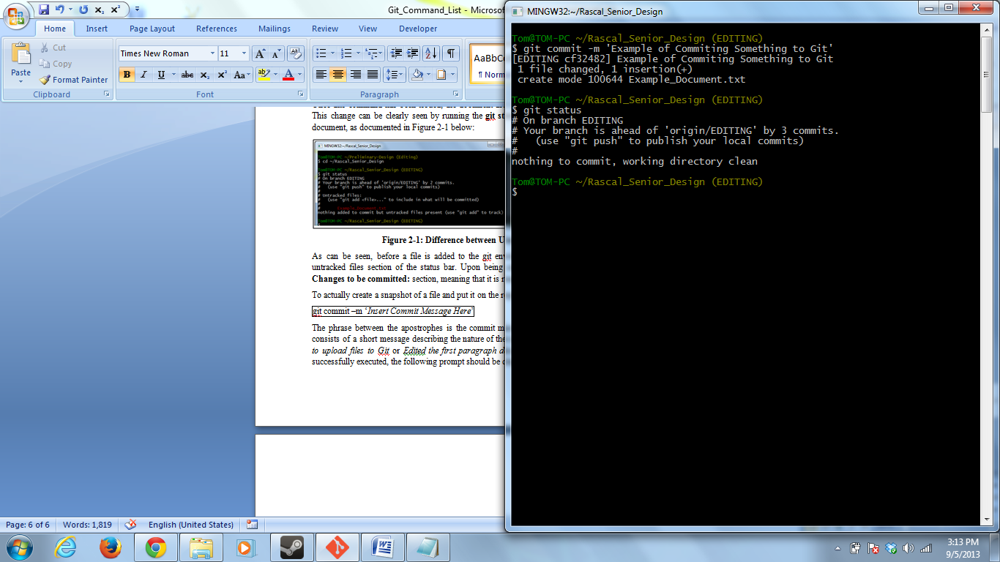 Git_Command_List - Microsof
Home Insert Page Layout References Mailings Review View Developer
Paste
Cut
Copy
Format Painter
Clipboard
Times New Roman 11
B I U abc x₂ x² Aa
Font
Paragraph
AaBbCc
¶ Norm
This change can be clearly seen by running the git st
document, as documented in Figure 2-1 below:
MINGW32:~/Rascal_Senior_Design
Tom@TOM-PC ~/Preliminary-Design (Editing)
$ cd ~/Rascal_Senior_Design
Tom@TOM-PC ~/Rascal_Senior_Design (EDITING)
$ git status
# On branch EDITING
# Your branch is ahead of 'origin/EDITING' by 2 commits.
#   (use "git push" to publish your local commits)
#
# Untracked files:
#   (use "git add <file>..." to include in what will be committed)
#
#       Example_Document.txt
nothing added to commit but untracked files present (use "git add" to track)
Tom@TOM-PC ~/Rascal_Senior_Design (EDITING)
Figure 2-1: Difference between U
As can be seen, before a file is added to the git env
untracked files section of the status bar. Upon being
Changes to be committed: section, meaning that it is r
To actually create a snapshot of a file and put it on the re
git commit –m ‘Insert Commit Message Here’
The phrase between the apostrophes is the commit m
consists of a short message describing the nature of the
to upload files to Git or Edited the first paragraph d
successfully executed, the following prompt should be d
Page: 6 of 6 Words: 1,819 English (United States)
MINGW32:~/Rascal_Senior_Design
Tom@TOM-PC ~/Rascal_Senior_Design (EDITING)
$ git commit -m 'Example of Commiting Something to Git'
[EDITING cf32482] Example of Commiting Something to Git
 1 file changed, 1 insertion(+)
 create mode 100644 Example_Document.txt
Tom@TOM-PC ~/Rascal_Senior_Design (EDITING)
$ git status
# On branch EDITING
# Your branch is ahead of 'origin/EDITING' by 3 commits.
#   (use "git push" to publish your local commits)
#
nothing to commit, working directory clean
Tom@TOM-PC ~/Rascal_Senior_Design (EDITING)
$
3:13 PM
9/5/2013